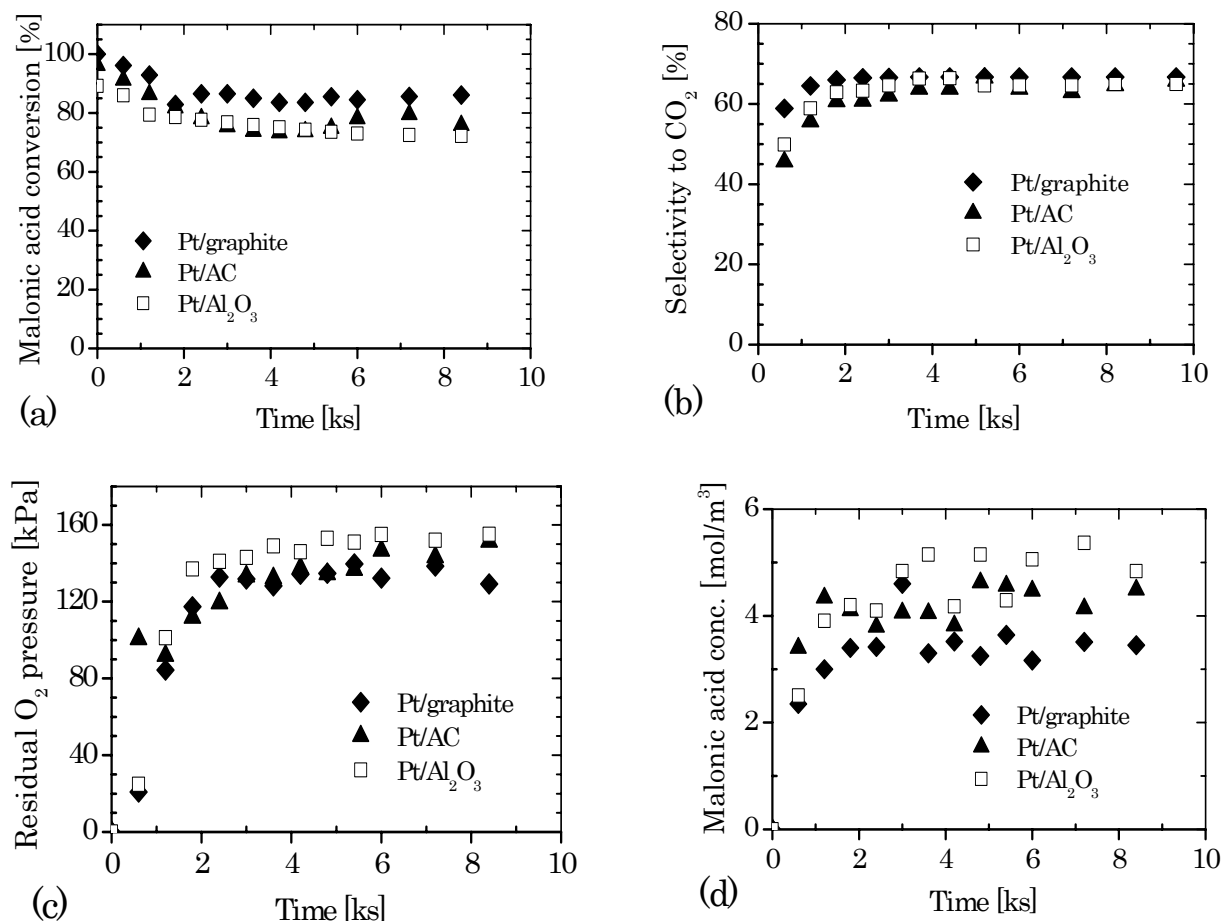 Malonic acid conversion [%]
100
80
60
40
20
0
Pt/graphite
Pt/AC
Pt/Al₂O₃
0 2 4 6 8 10
Time [ks]
(a)
Selectivity to CO₂ [%]
80
60
40
20
0
Pt/graphite
Pt/AC
Pt/Al₂O₃
0 2 4 6 8 10
Time [ks]
(b)
Residual O₂ pressure [kPa]
160
120
80
40
0
Pt/graphite
Pt/AC
Pt/Al₂O₃
0 2 4 6 8 10
Time [ks]
(c)
Malonic acid conc. [mol/m³]
6
4
2
0
Pt/graphite
Pt/AC
Pt/Al₂O₃
0 2 4 6 8 10
Time [ks]
(d)